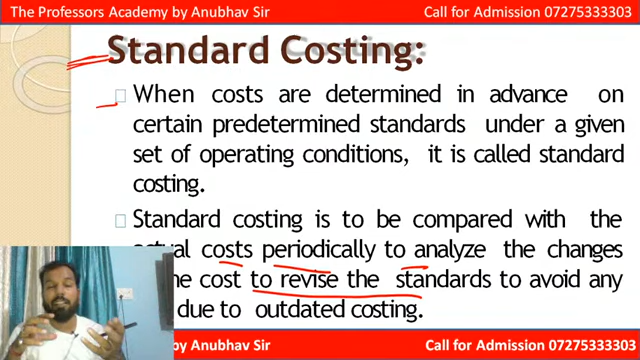 The Professors Academy by Anubhav Sir Call for Admission 07275333303
Standard Costing:
When costs are determined in advance on
certain predetermined standards under a given
set of operating conditions, it is called standard
costing.
Standard costing is to be compared with the
actual costs periodically to analyze the changes
cost to revise the standards to avoid any
due to outdated costing.
by Anubhav Sir Call for Admission 07275333303